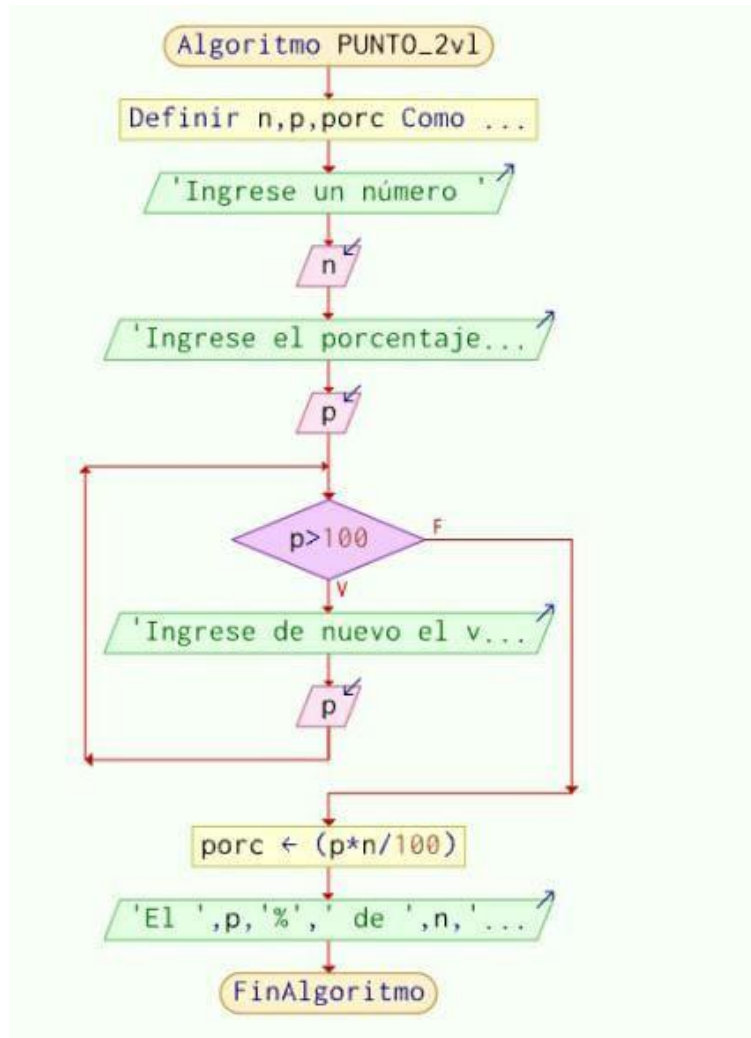 Algoritmo PUNTO_2vl
Definir n,p,porc Como ...
'Ingrese un número '
n
'Ingrese el porcentaje...
p
p>100
F
V
'Ingrese de nuevo el v...
p
porc ← (p*n/100)
'El ',p,'%',' de ',n,'...
FinAlgoritmo